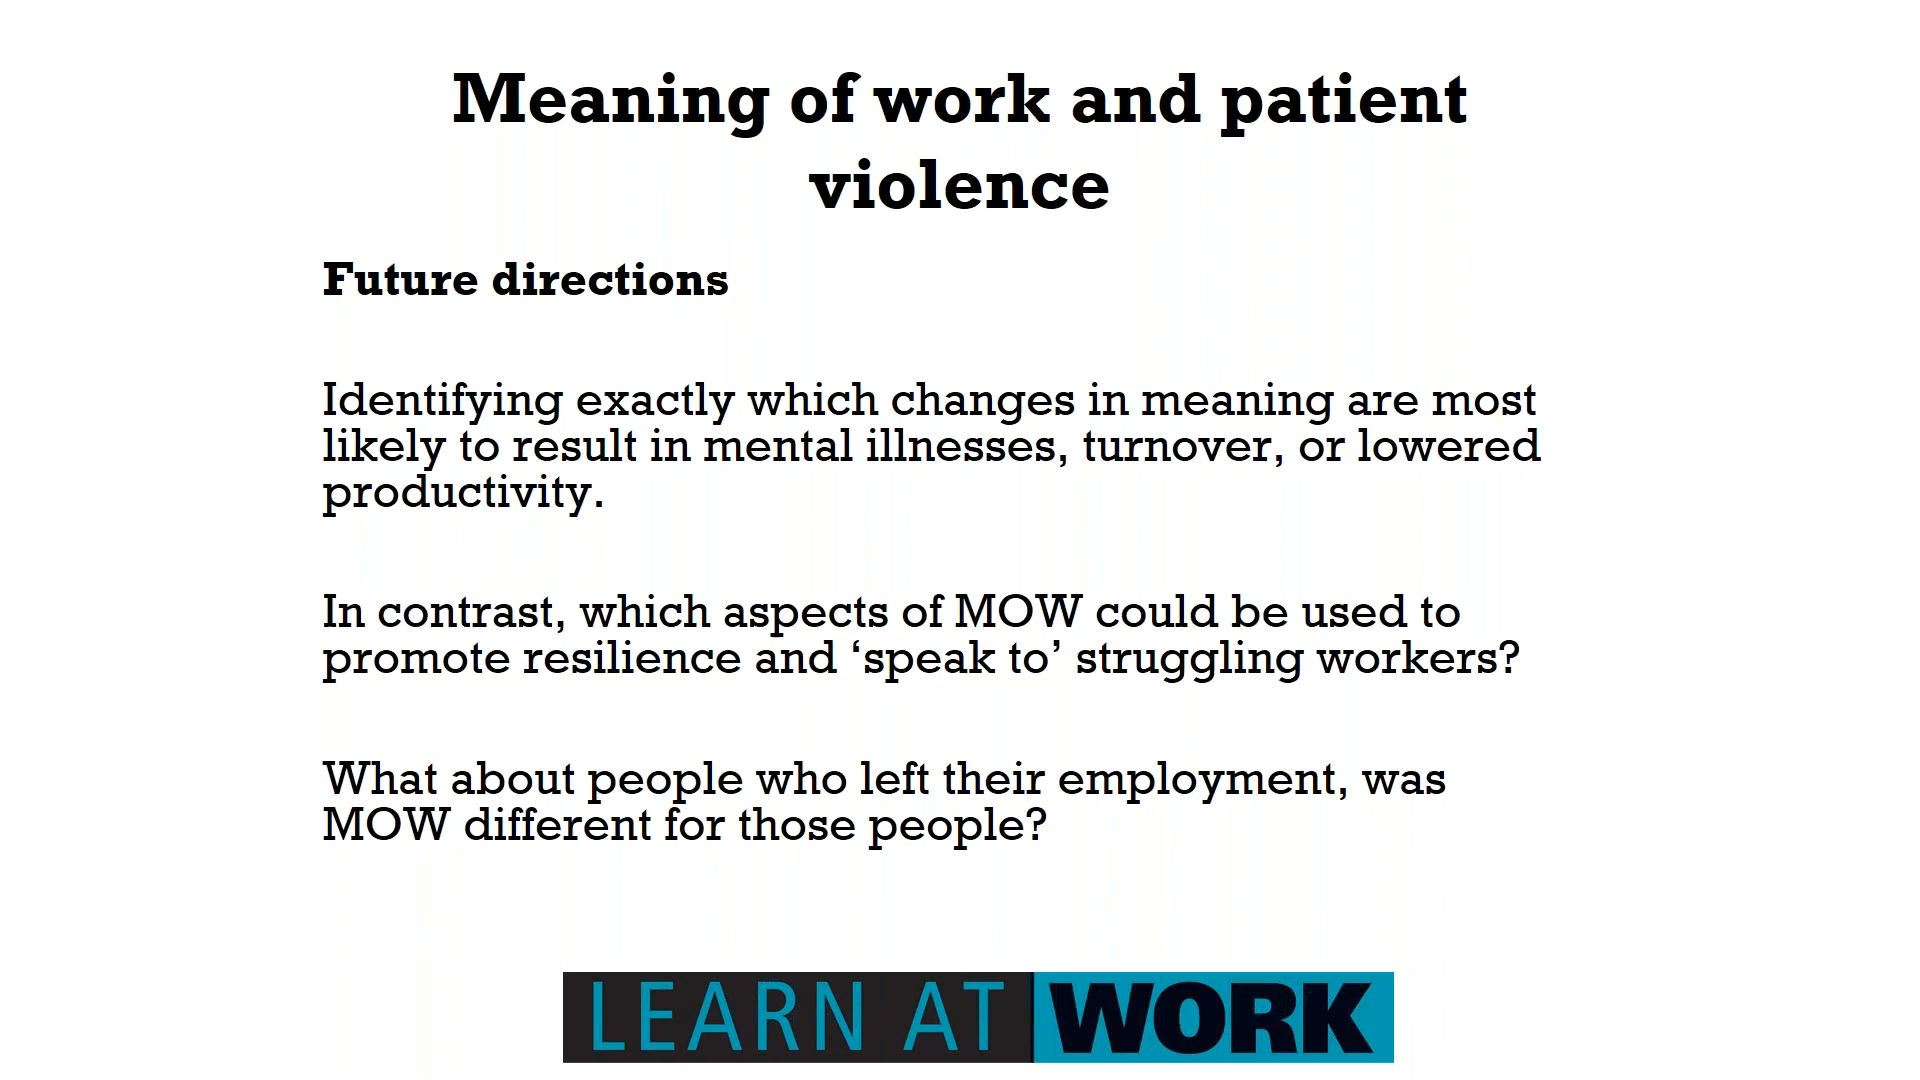 Meaning of work and patient
violence
Future directions
Identifying exactly which changes in meaning are most
likely to result in mental illnesses, turnover, or lowered
productivity.
In contrast, which aspects of MOW could be used to
promote resilience and ‘speak to’ struggling workers?
What about people who left their employment, was
MOW different for those people?
LEARN AT WORK